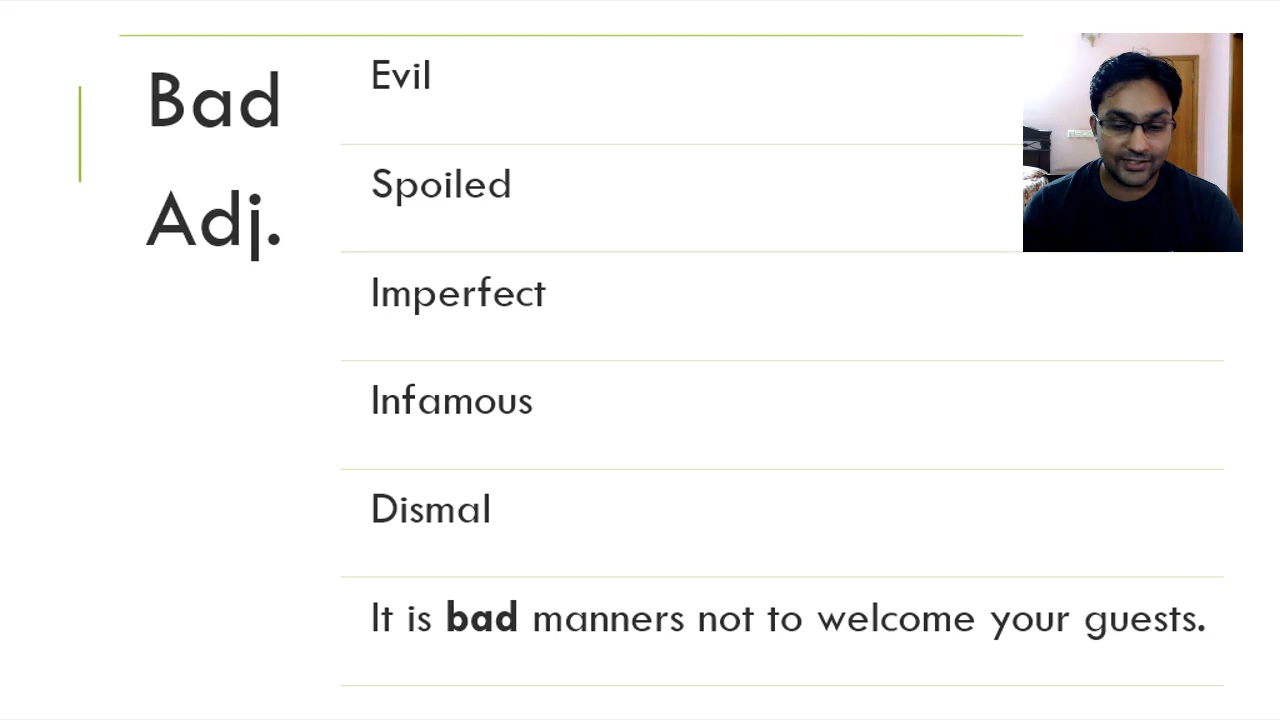 Bad
Adj.
Evil
Spoiled
Imperfect
Infamous
Dismal
It is bad manners not to welcome your guests.